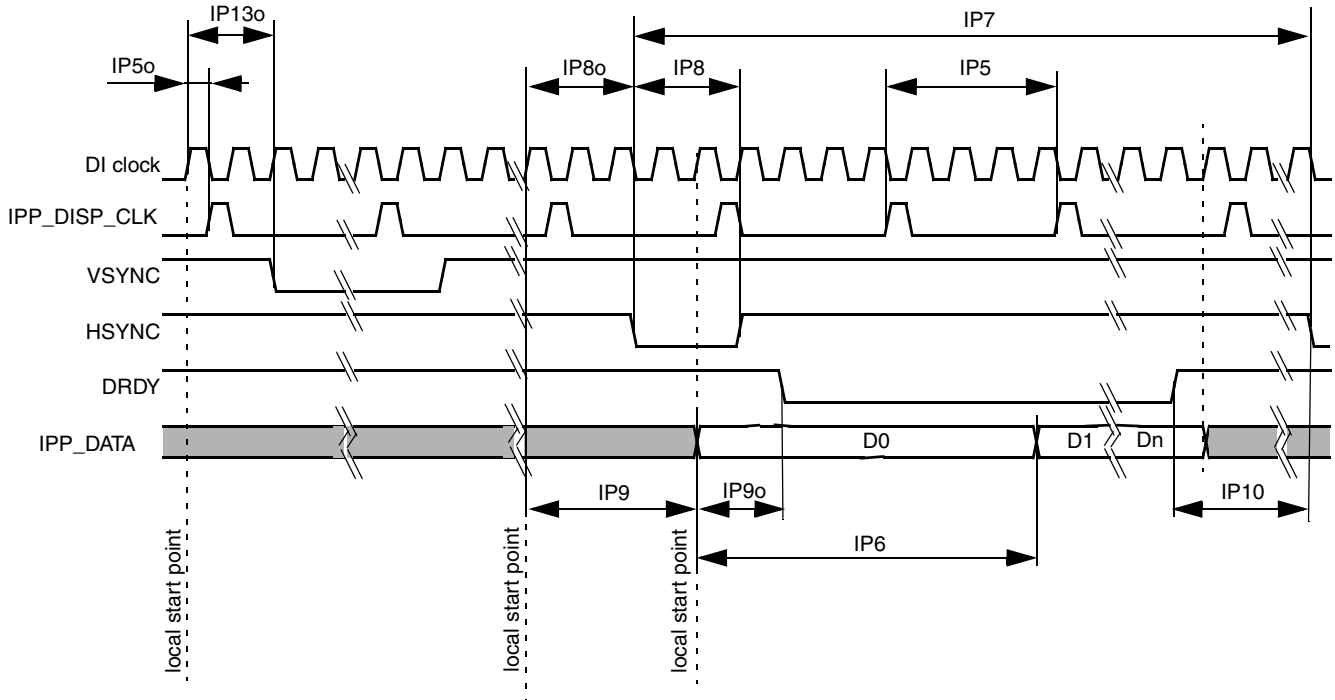 IP13o
IP7
IP5o
IP8o
IP8
IP5
DI clock
IPP_DISP_CLK
VSYNC
HSYNC
DRDY
IPP_DATA
D0
D1
Dn
IP9
IP9o
IP10
IP6
local start point
local start point
local start point